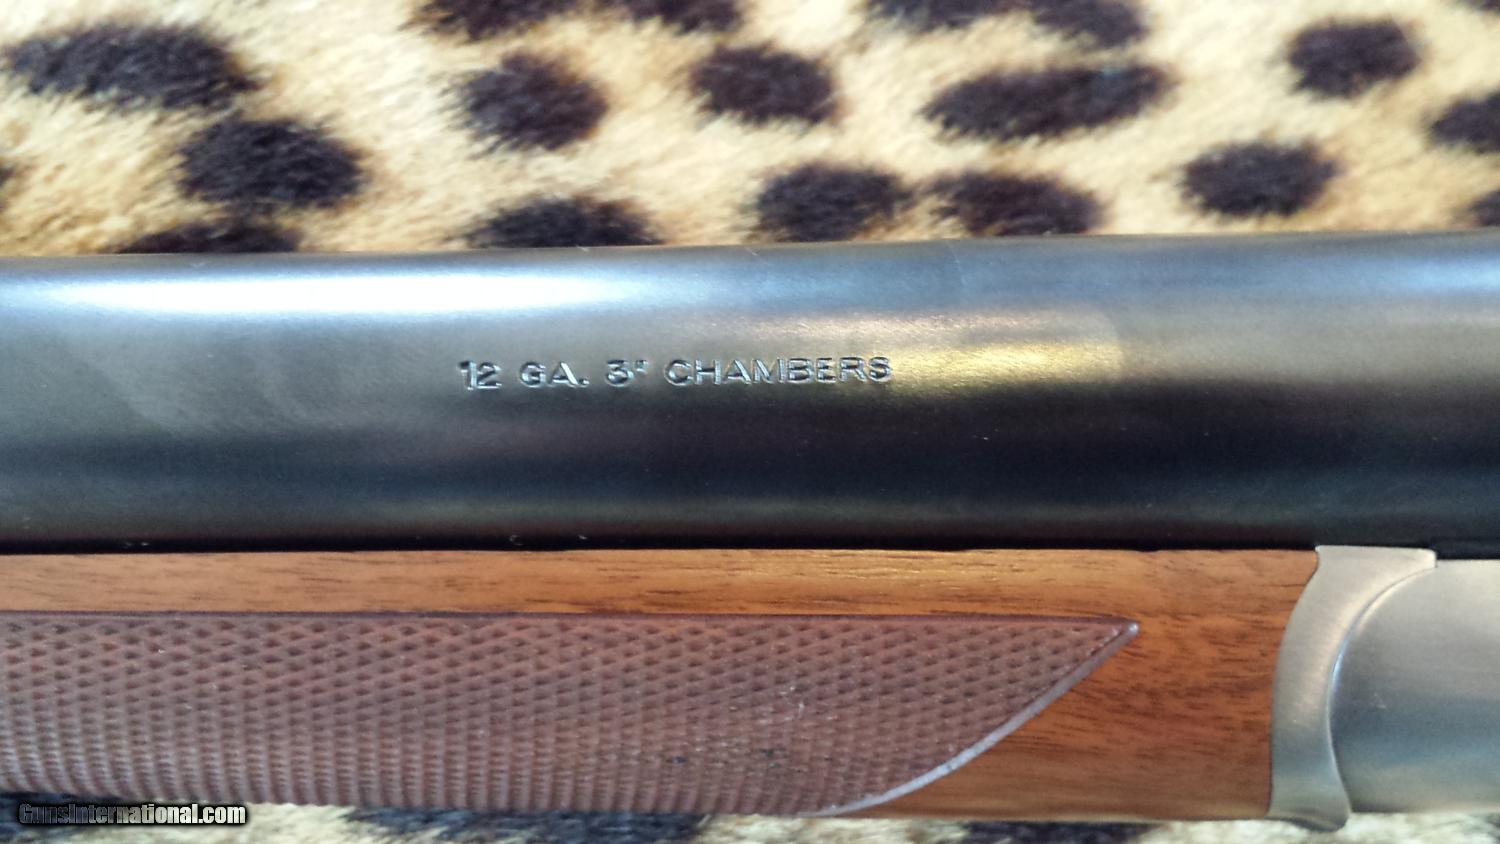 12 GA. 3" CHAMBERS
GunsInternational.com